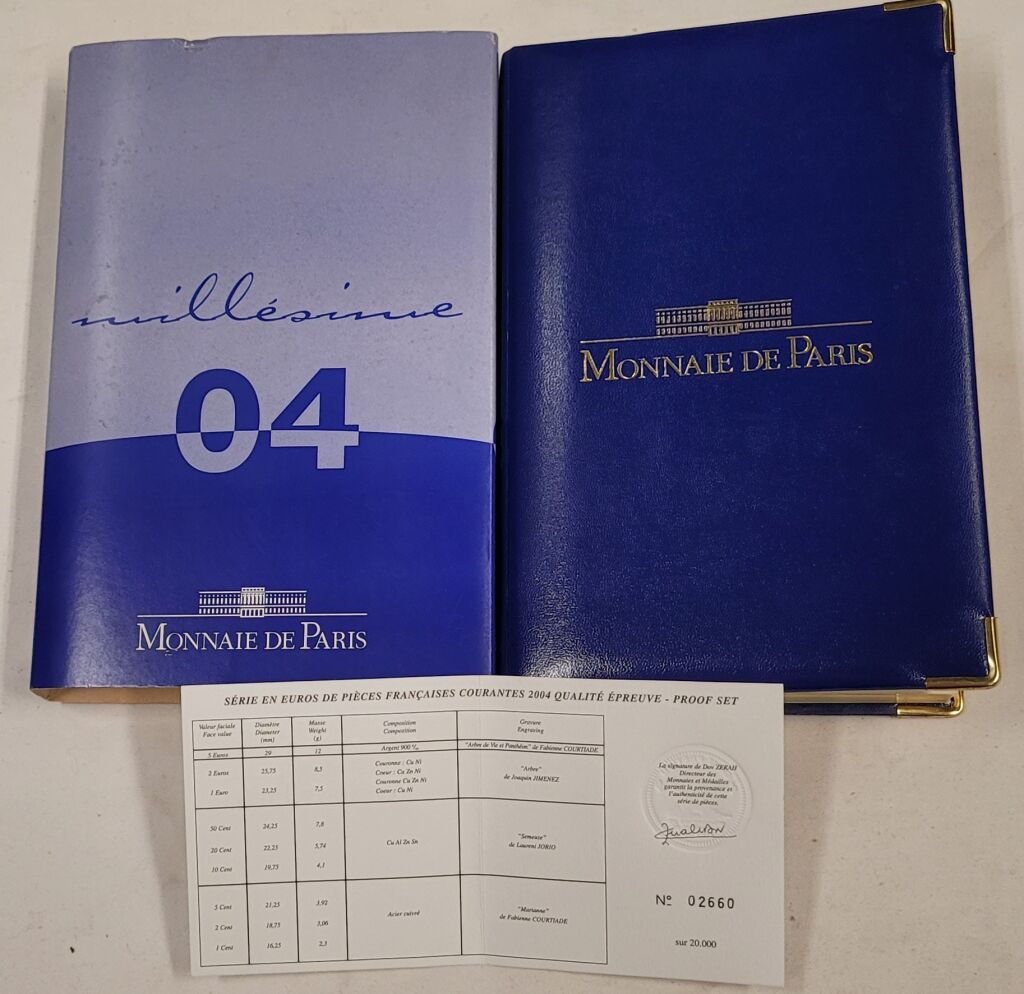 millésime
04
MONNAIE DE PARIS
MONNAIE DE PARIS
SÉRIE EN EUROS DE PIÈCES FRANÇAISES COURANTES 2004 QUALITÉ ÉPREUVE - PROOF SET
Valeur faciale Diamètre Masse Composition Gravure
Face value Diameter Weight Composition Engraving
(mm) (g)
5 Euros 29 12 Argent 900 ‰ "Arbre de Vie et Panthéon" de Fabienne COURTIADE
Couronne : Cu Ni
2 Euros 25,75 8,5 Coeur : Cu Zn Ni "Arbre"
Couronne Cu Zn Ni de Joaquin JIMENEZ
1 Euro 23,25 7,5 Coeur : Cu Ni
50 Cent 24,25 7,8
20 Cent 22,25 5,74 Cu Al Zn Sn "Semeuse"
de Laurent JORIO
10 Cent 19,75 4,1
5 Cent 21,25 3,92
2 Cent 18,75 3,06 Acier cuivré "Marianne"
de Fabienne COURTIADE
1 Cent 16,25 2,3
La signature de Dov ZERAH
Directeur des
Monnaies et Médailles
garantit la provenance et
l'authenticité de cette
série de pièces.
Nº 02660
sur 20.000